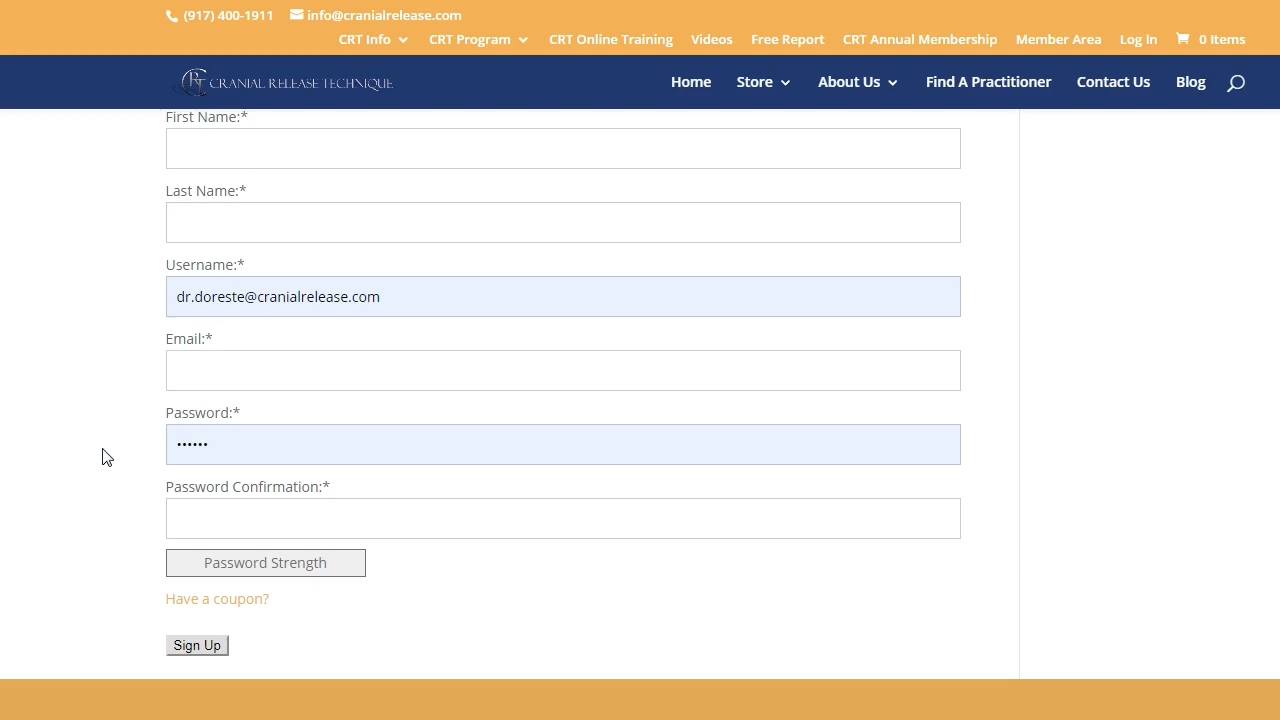 (917) 400-1911 info@cranialrelease.com
CRT Info CRT Program CRT Online Training Videos Free Report CRT Annual Membership Member Area Log In 0 Items
CRT CRANIAL RELEASE TECHNIQUE Home Store About Us Find A Practitioner Contact Us Blog
First Name:*
Last Name:*
Username:*
dr.doreste@cranialrelease.com
Email:*
Password:*
••••••
Password Confirmation:*
Password Strength
Have a coupon?
Sign Up